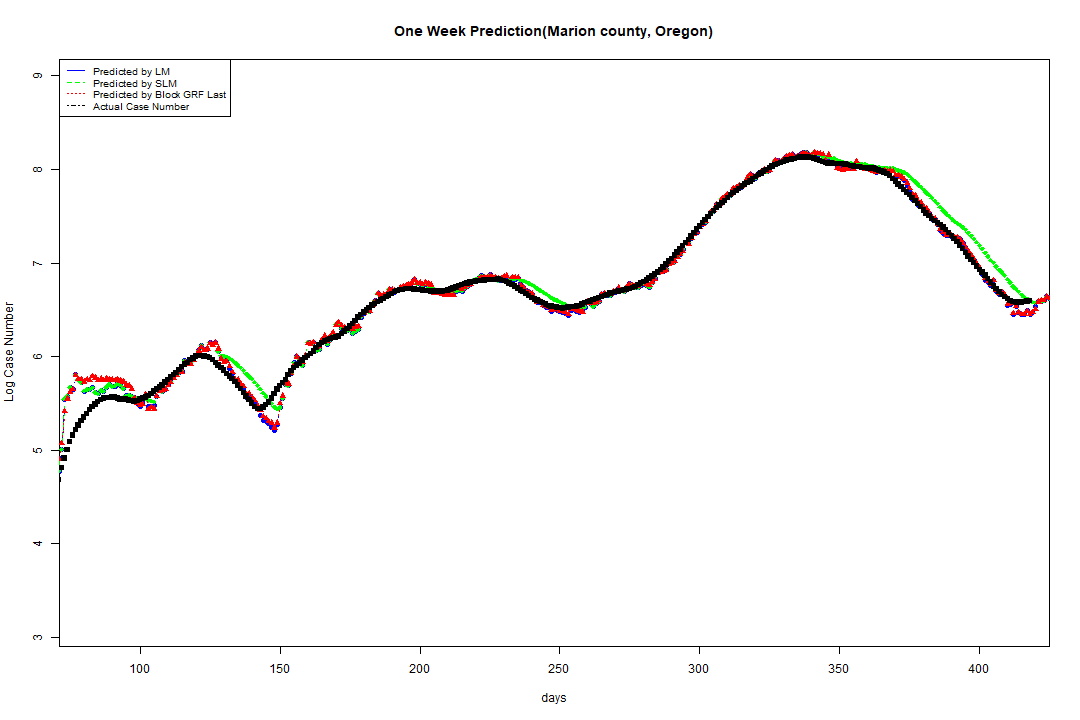 One Week Prediction(Marion county, Oregon)
Predicted by LM
Predicted by SLM
Predicted by Block GRF Last
Actual Case Number
9
8
7
6
5
4
3
Log Case Number
100 150 200 250 300 350 400
days